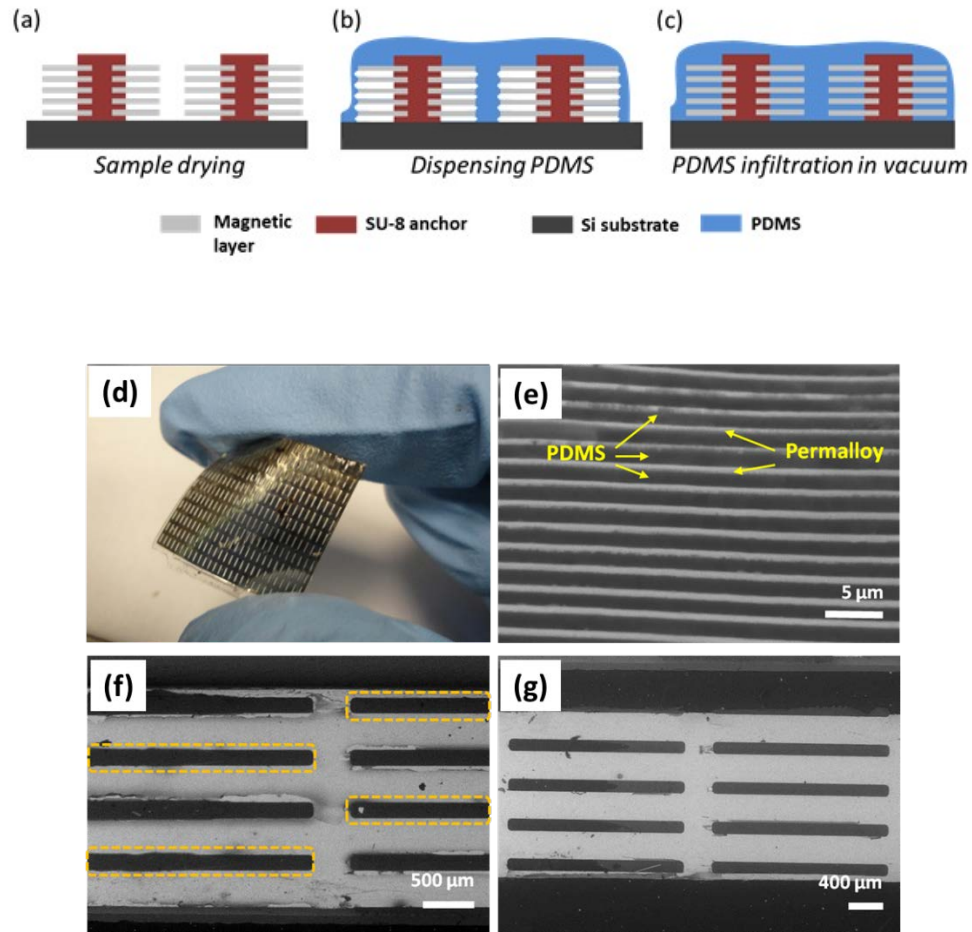 (a)
(b)
(c)
Sample drying
Dispensing PDMS
PDMS infiltration in vacuum
Magnetic
layer
SU-8 anchor
Si substrate
PDMS
(d)
(e)
PDMS
Permalloy
5 µm
(f)
(g)
500 µm
400 µm